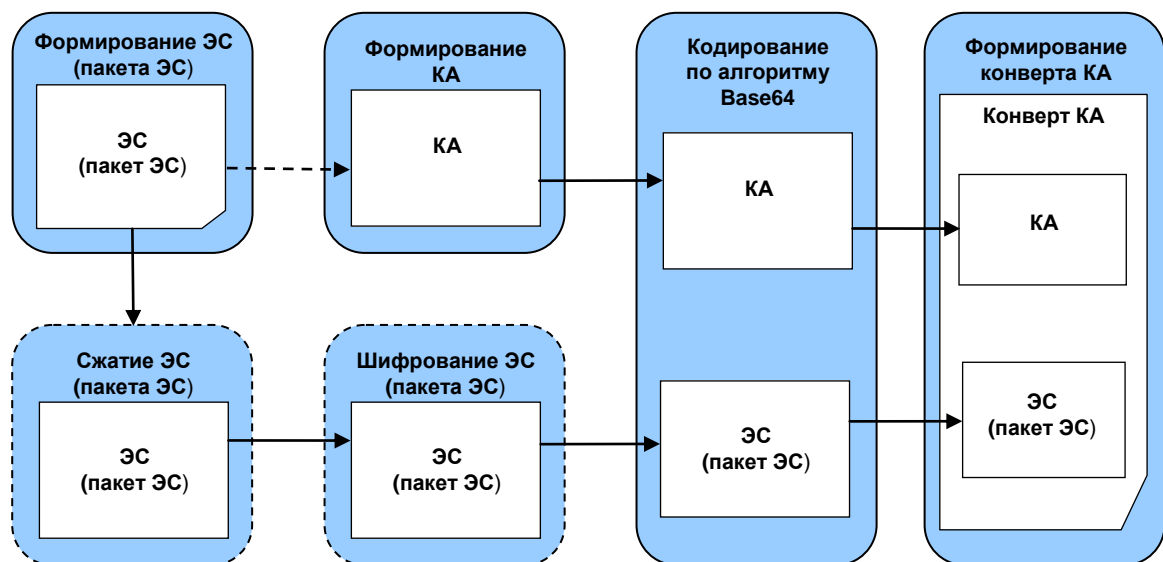 Формирование ЭС
(пакета ЭС)
ЭС
(пакет ЭС)
Формирование
КА
КА
Кодирование
по алгоритму
Base64
КА
ЭС
(пакет ЭС)
Формирование
конверта КА
Конверт КА
КА
ЭС
(пакет ЭС)
Сжатие ЭС
(пакета ЭС)
ЭС
(пакет ЭС)
Шифрование ЭС
(пакета ЭС)
ЭС
(пакет ЭС)